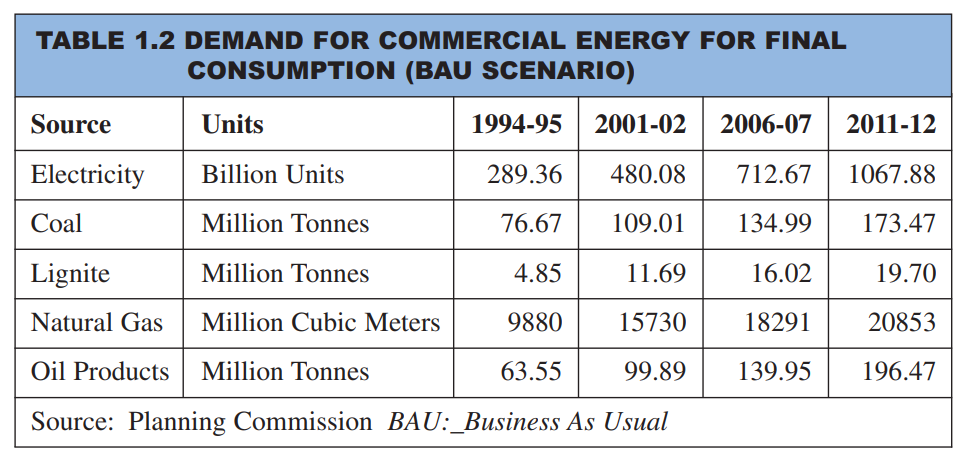 TABLE 1.2 DEMAND FOR COMMERCIAL ENERGY FOR FINAL
CONSUMPTION (BAU SCENARIO)
Source Units 1994-95 2001-02 2006-07 2011-12
Electricity Billion Units 289.36 480.08 712.67 1067.88
Coal Million Tonnes 76.67 109.01 134.99 173.47
Lignite Million Tonnes 4.85 11.69 16.02 19.70
Natural Gas Million Cubic Meters 9880 15730 18291 20853
Oil Products Million Tonnes 63.55 99.89 139.95 196.47
Source: Planning Commission BAU:_Business As Usual